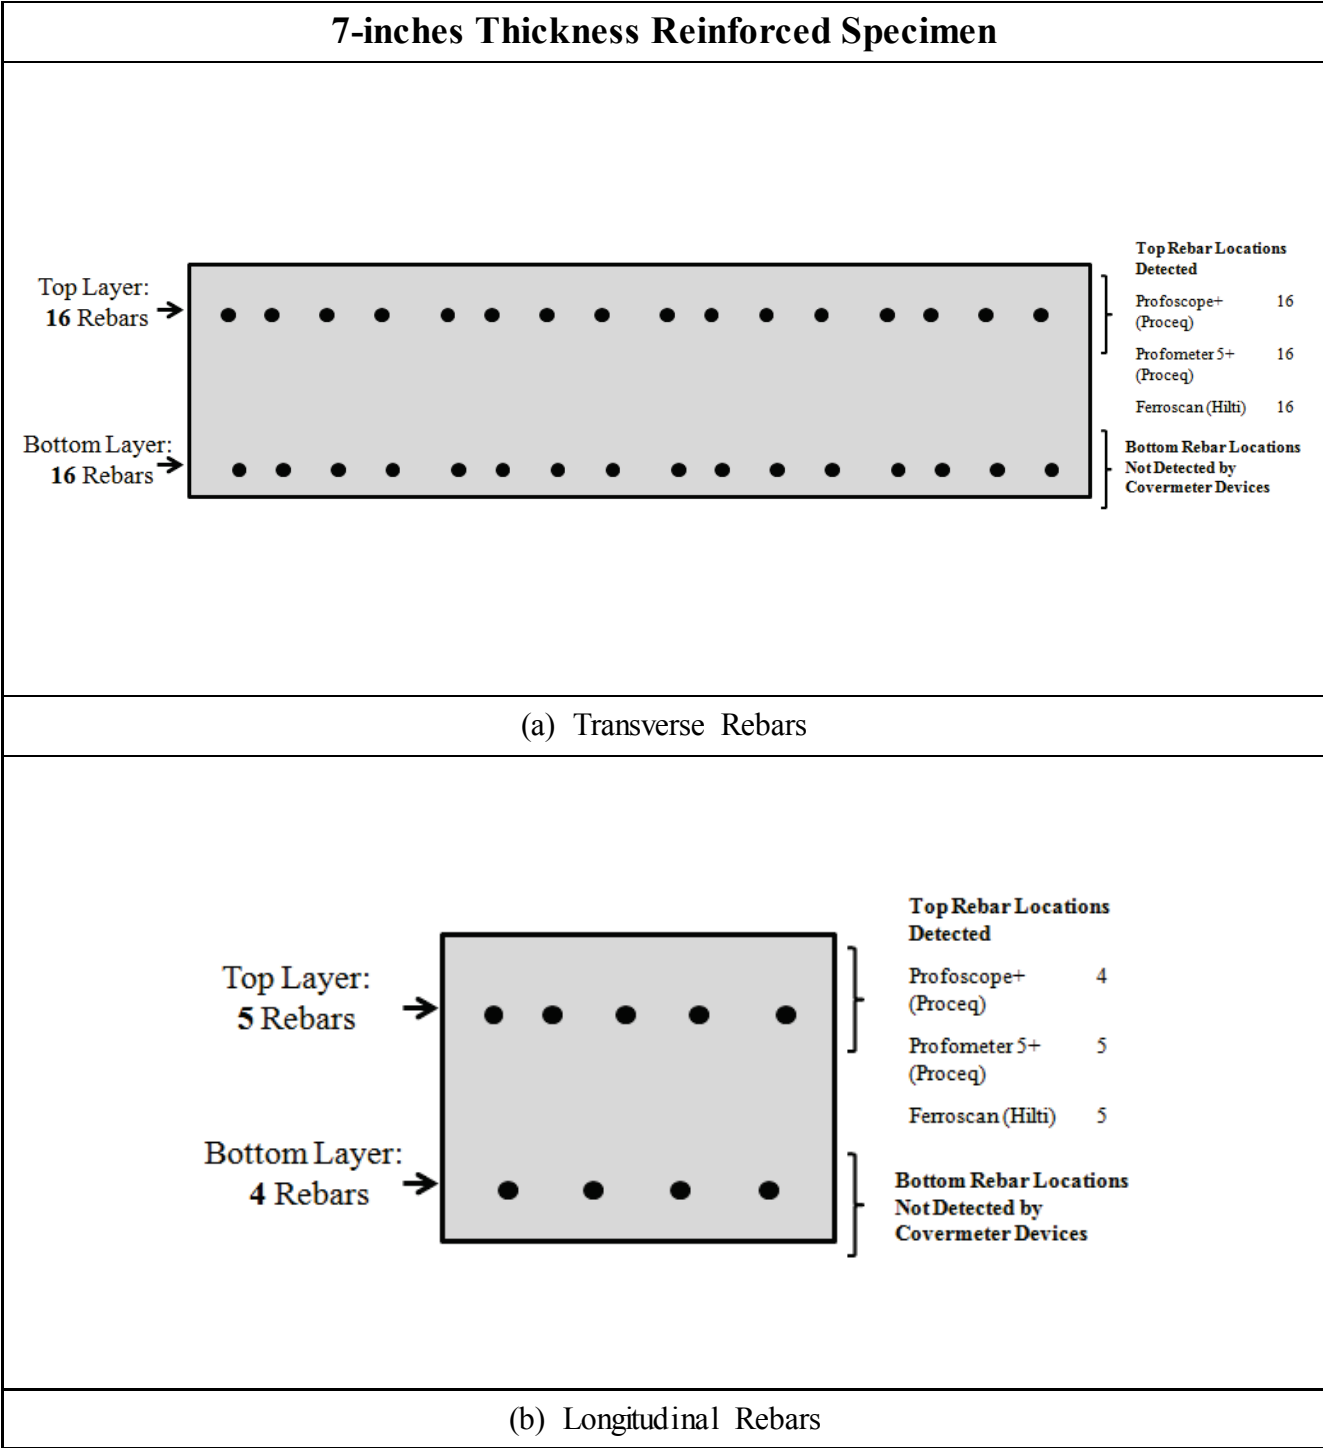 7-inches Thickness Reinforced Specimen
Top Layer:
16 Rebars
Bottom Layer:
16 Rebars
Top Rebar Locations
Detected
Profoscope+ 16
(Proceq)
Profometer 5+ 16
(Proceq)
Ferroscan (Hilti) 16
Bottom Rebar Locations
Not Detected by
Covermeter Devices
(a) Transverse Rebars
Top Layer:
5 Rebars
Bottom Layer:
4 Rebars
Top Rebar Locations
Detected
Profoscope+ 4
(Proceq)
Profometer 5+ 5
(Proceq)
Ferroscan (Hilti) 5
Bottom Rebar Locations
Not Detected by
Covermeter Devices
(b) Longitudinal Rebars